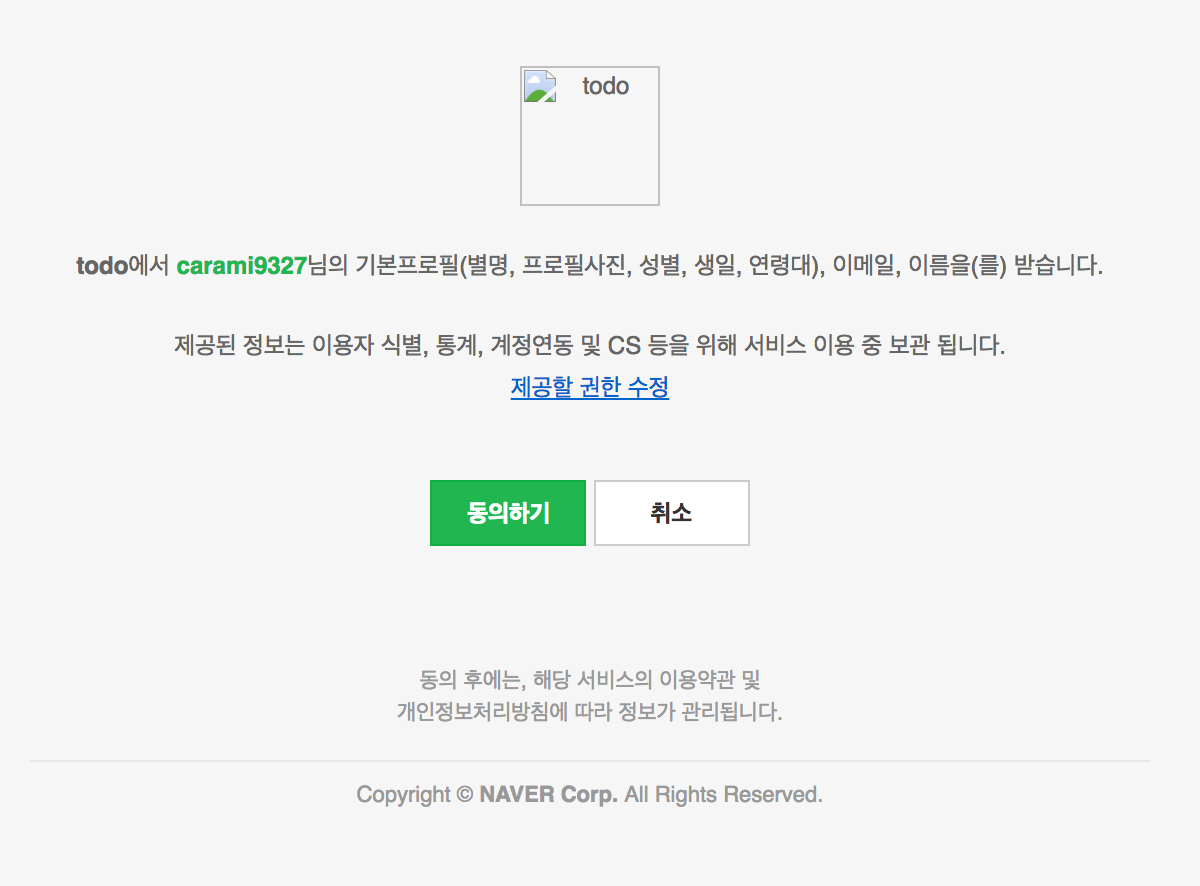 todo
todo에서 carami9327님의 기본프로필(별명, 프로필사진, 성별, 생일, 연령대), 이메일, 이름을(를) 받습니다.
제공된 정보는 이용자 식별, 통계, 계정연동 및 CS 등을 위해 서비스 이용 중 보관 됩니다.
제공할 권한 수정
동의하기 취소
동의 후에는, 해당 서비스의 이용약관 및
개인정보처리방침에 따라 정보가 관리됩니다.
Copyright © NAVER Corp. All Rights Reserved.